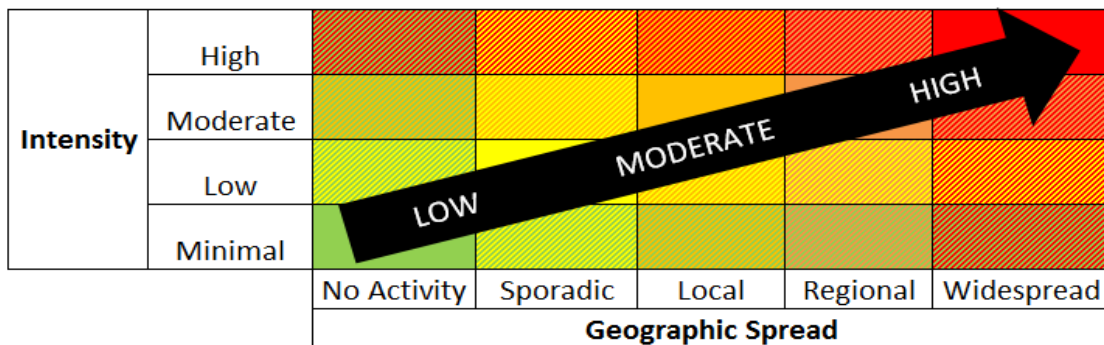 High
Moderate
Intensity
Low
Minimal
LOW
MODERATE
HIGH
No Activity Sporadic Local Regional Widespread
Geographic Spread